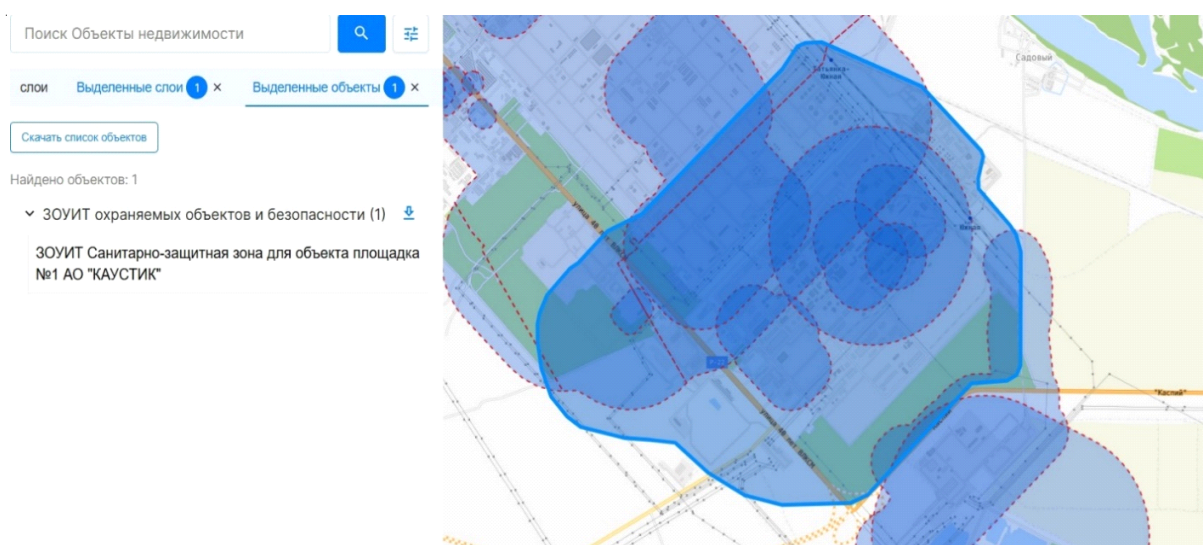 Поиск Объекты недвижимости
слои Выделенные слои 1 × Выделенные объекты 1 ×
Скачать список объектов
Найдено объектов: 1
ЗОУИТ охраняемых объектов и безопасности (1)
ЗОУИТ Санитарно-защитная зона для объекта площадка
№1 АО "КАУСТИК"
Садовый
"Каспий"